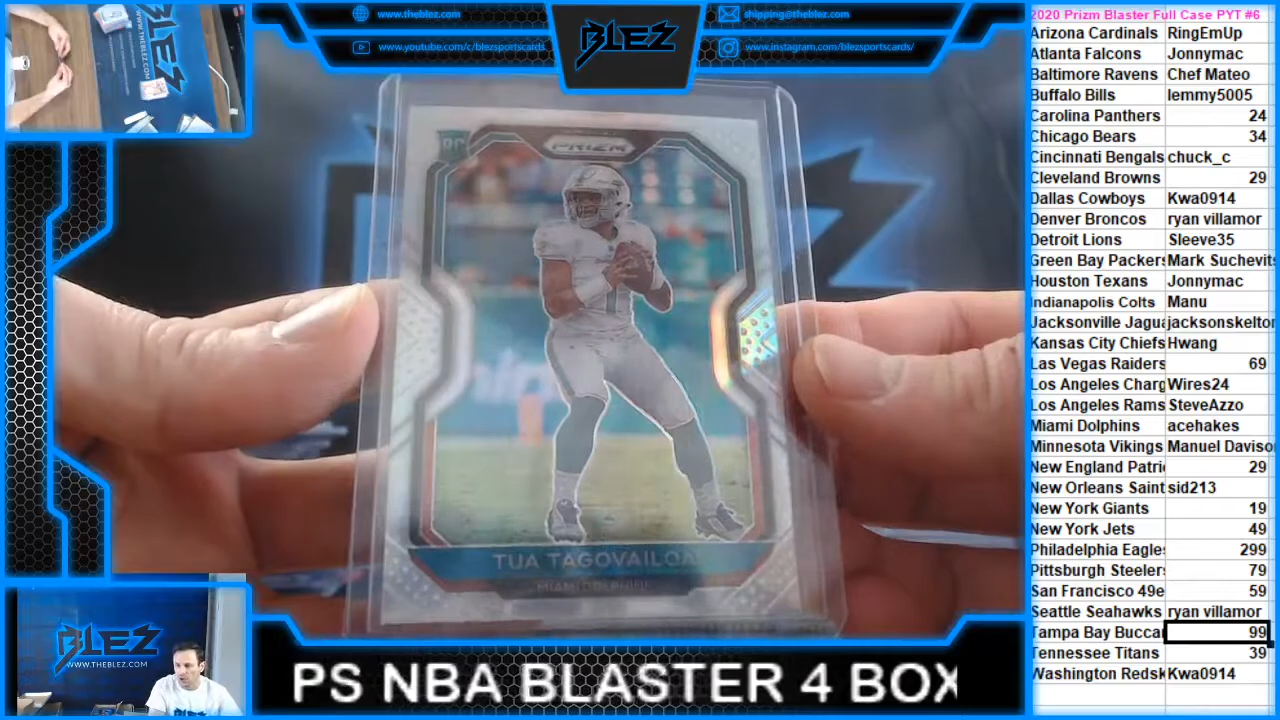 www.theblez.com
www.youtube.com/c/blezsportscards
BLEZ
shipping@theblez.com
www.instagram.com/blezsportscards/
BLEZ
WWW.THEBLEZ.COM
RC
PRIZM
TUA TAGOVAILOA
BLEZ
WWW.THEBLEZ.COM
PS NBA BLASTER 4 BOX
2020 Prizm Blaster Full Case PYT #6
Arizona Cardinals RingEmUp
Atlanta Falcons Jonnymac
Baltimore Ravens Chef Mateo
Buffalo Bills lemmy5005
Carolina Panthers 24
Chicago Bears 34
Cincinnati Bengals chuck_c
Cleveland Browns 29
Dallas Cowboys Kwa0914
Denver Broncos ryan villamor
Detroit Lions Sleeve35
Green Bay Packers Mark Suchevits
Houston Texans Jonnymac
Indianapolis Colts Manu
Jacksonville Jagua jacksonskelton
Kansas City Chiefs Hwang
Las Vegas Raiders 69
Los Angeles Charg Wires24
Los Angeles Rams SteveAzzo
Miami Dolphins acehakes
Minnesota Vikings Manuel Davison
New England Patri 29
New Orleans Saint sid213
New York Giants 19
New York Jets 49
Philadelphia Eagles 299
Pittsburgh Steelers 79
San Francisco 49e 59
Seattle Seahawks ryan villamor
Tampa Bay Bucca 99
Tennessee Titans 39
Washington Redsk Kwa0914